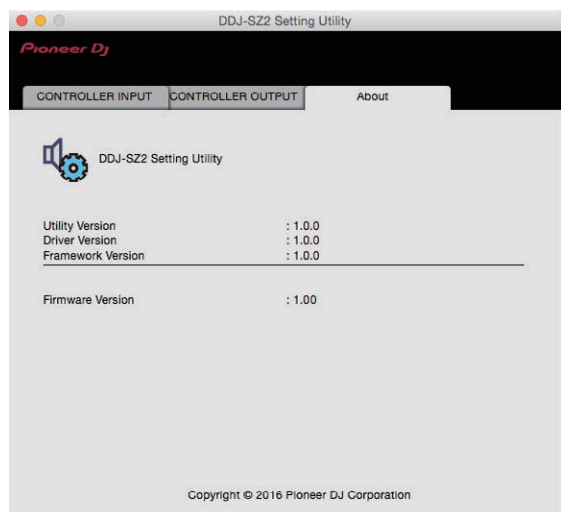 DDJ-SZ2 Setting Utility
Pioneer Dj
CONTROLLER INPUT CONTROLLER OUTPUT About
DDJ-SZ2 Setting Utility
Utility Version : 1.0.0
Driver Version : 1.0.0
Framework Version : 1.0.0
Firmware Version : 1.00
Copyright © 2016 Pioneer DJ Corporation